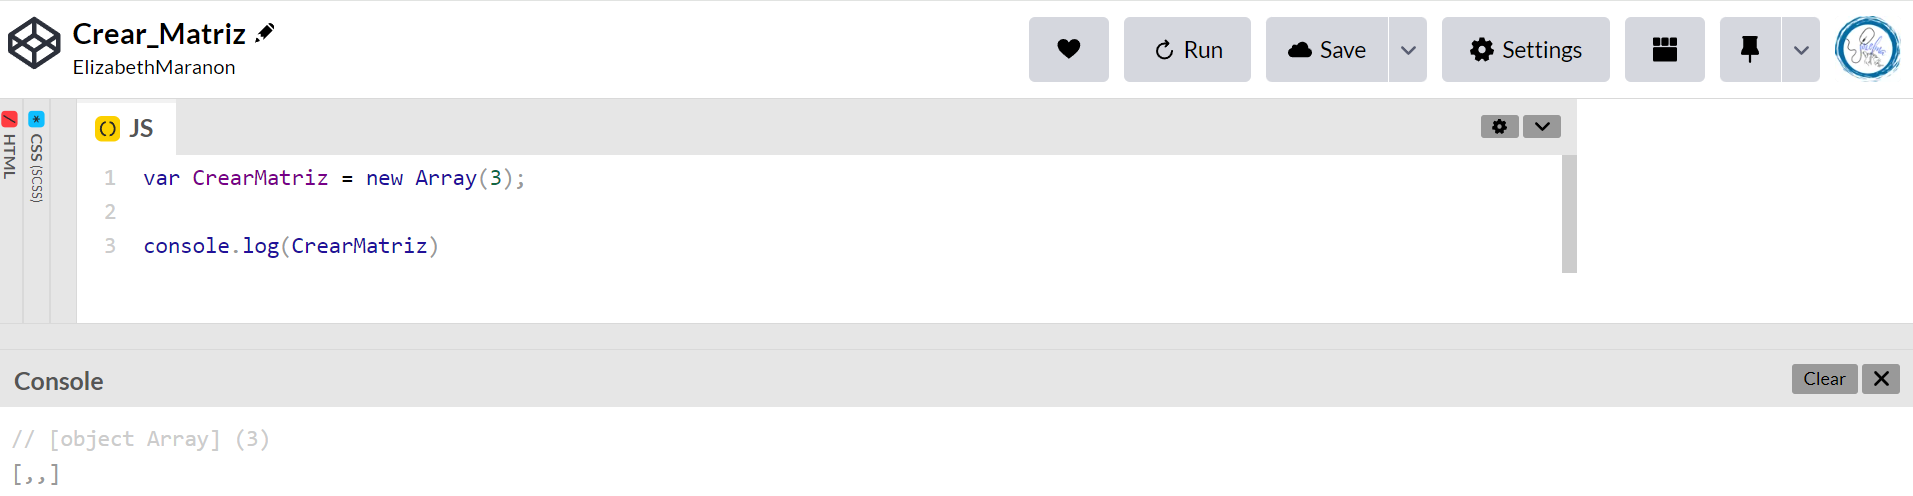 Crear_Matriz
ElizabethMaranon
Run
Save
Settings
HTML
CSS (SCSS)
JS
1 var CrearMatriz = new Array(3);
2
3 console.log(CrearMatriz)
Console
Clear
// [object Array] (3)
[,,]